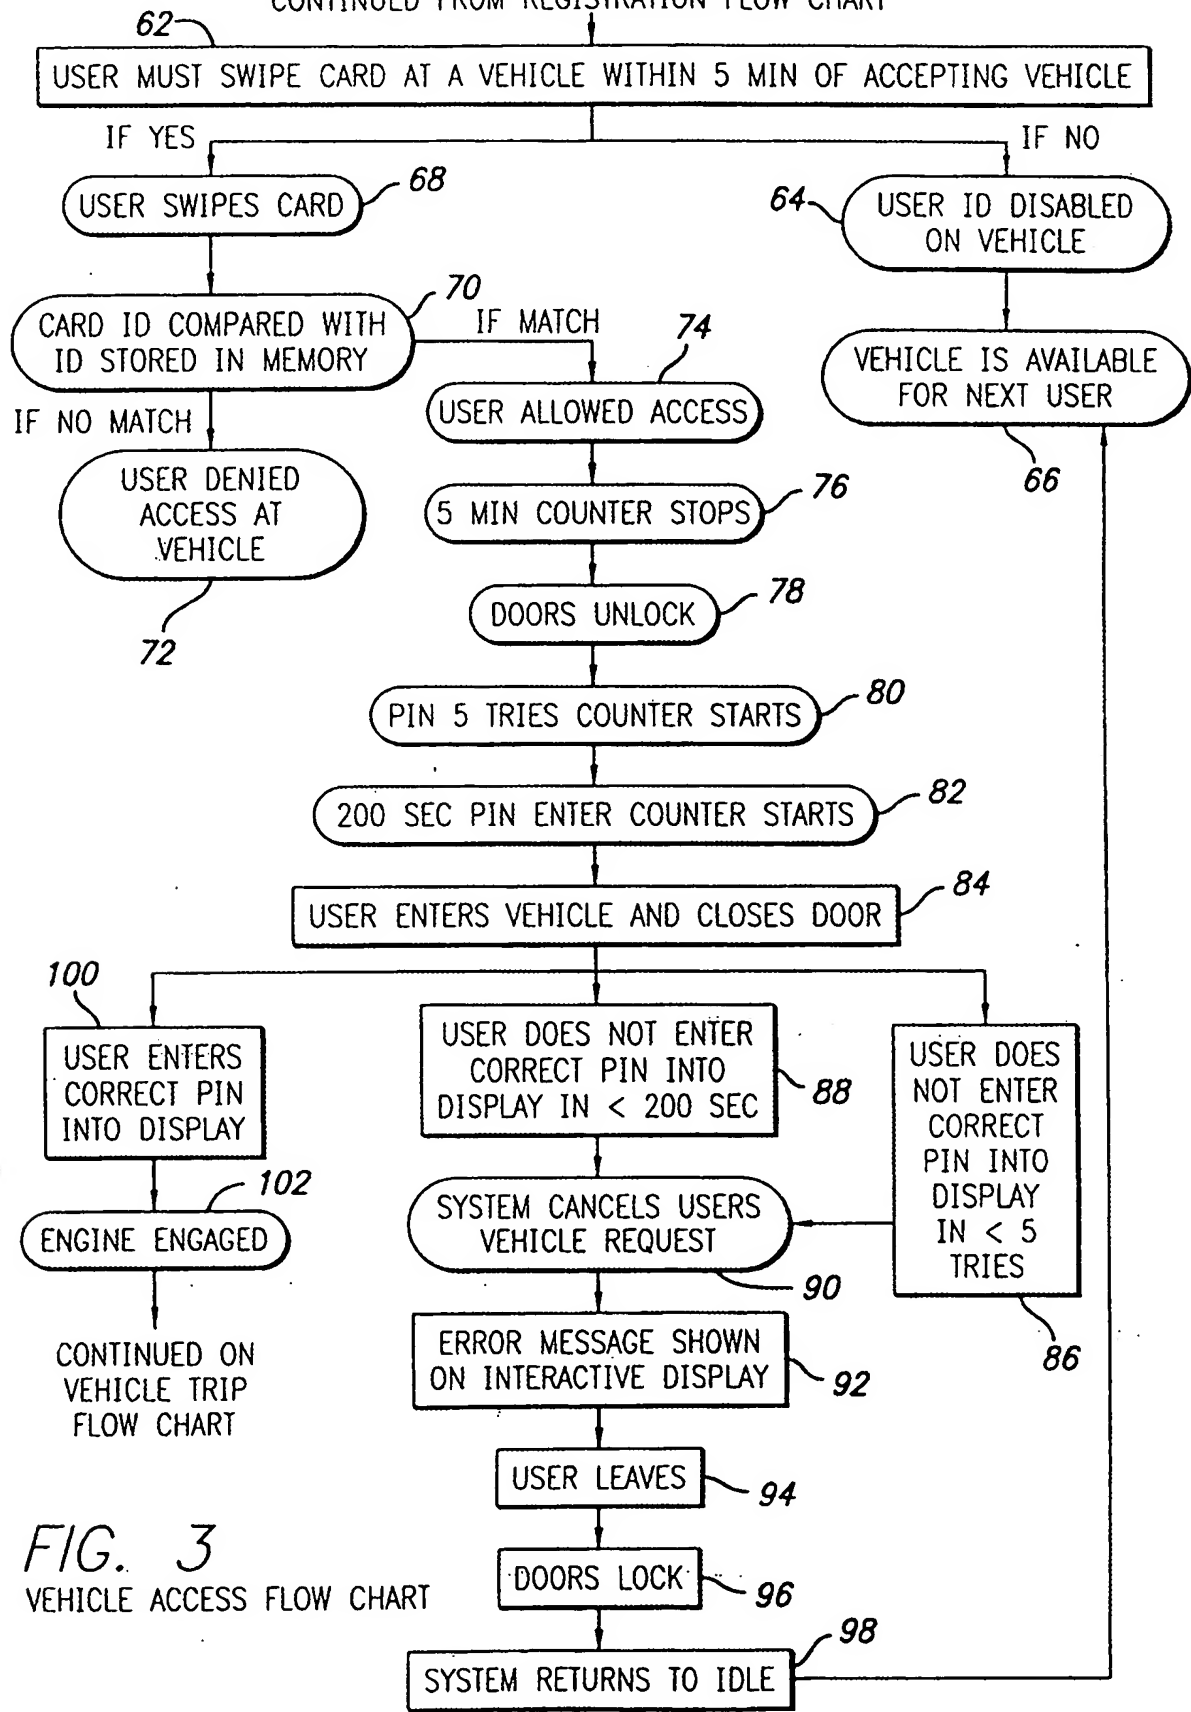 CONTINUED FROM REGISTRATION FLOW CHART
62
USER MUST SWIPE CARD AT A VEHICLE WITHIN 5 MIN OF ACCEPTING VEHICLE
IF YES
IF NO
USER SWIPES CARD
68
64
USER ID DISABLED
ON VEHICLE
CARD ID COMPARED WITH
ID STORED IN MEMORY
70
IF MATCH
74
VEHICLE IS AVAILABLE
FOR NEXT USER
66
IF NO MATCH
USER ALLOWED ACCESS
USER DENIED
ACCESS AT
VEHICLE
72
5 MIN COUNTER STOPS
76
DOORS UNLOCK
78
PIN 5 TRIES COUNTER STARTS
80
200 SEC PIN ENTER COUNTER STARTS
82
USER ENTERS VEHICLE AND CLOSES DOOR
84
100
USER ENTERS
CORRECT PIN
INTO DISPLAY
USER DOES NOT ENTER
CORRECT PIN INTO
DISPLAY IN < 200 SEC
88
USER DOES
NOT ENTER
CORRECT
PIN INTO
DISPLAY
IN < 5
TRIES
86
102
ENGINE ENGAGED
SYSTEM CANCELS USERS
VEHICLE REQUEST
90
CONTINUED ON
VEHICLE TRIP
FLOW CHART
ERROR MESSAGE SHOWN
ON INTERACTIVE DISPLAY
92
USER LEAVES
94
DOORS LOCK
96
SYSTEM RETURNS TO IDLE
98
FIG. 3
VEHICLE ACCESS FLOW CHART